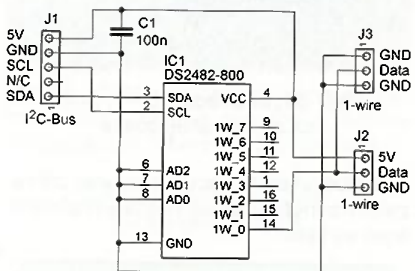 J1
5V
GND
SCL
N/C
SDA
I²C-Bus
C1
100n
IC1
DS2482-800
3 SDA
2 SCL
6 AD2
7 AD1
8 AD0
13 GND
VCC 4
1W_7 9
1W_6 10
1W_5 11
1W_4 12
1W_3 1
1W_2 16
1W_1 15
1W_0 14
J3
GND
Data
GND
1-wire
J2
5V
Data
GND
1-wire